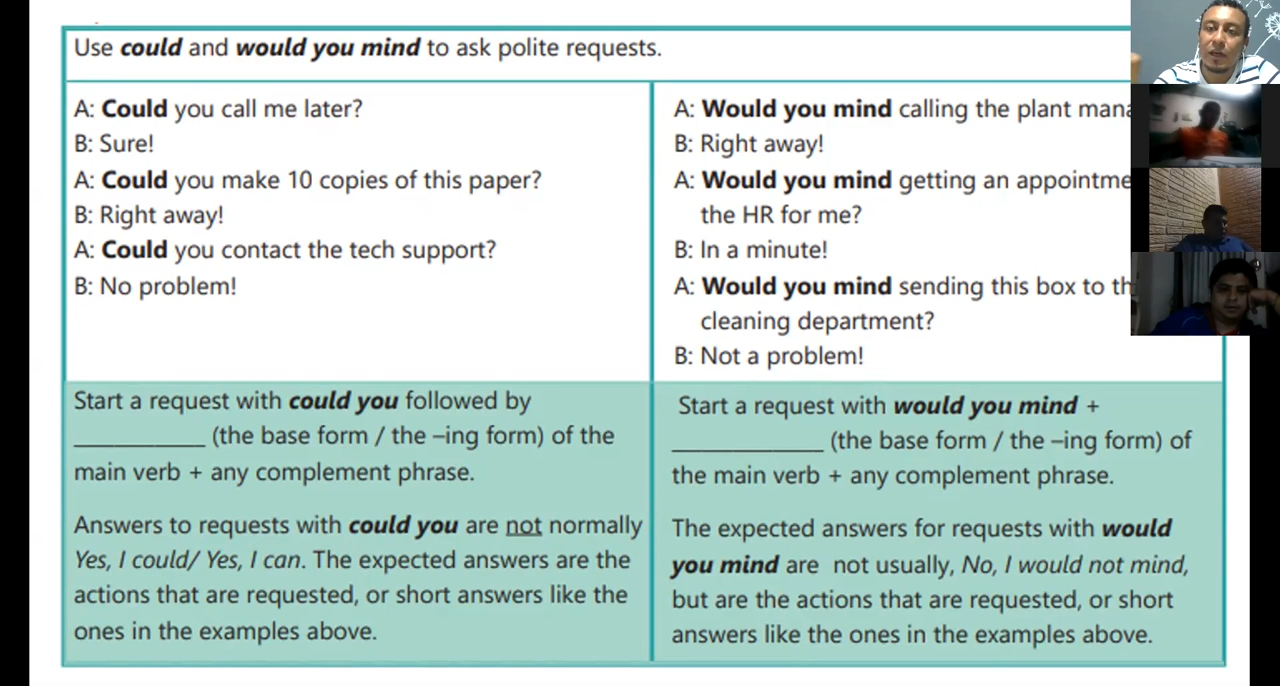 Use could and would you mind to ask polite requests.
A: Could you call me later?
B: Sure!
A: Could you make 10 copies of this paper?
B: Right away!
A: Could you contact the tech support?
B: No problem!
A: Would you mind calling the plant
B: Right away!
A: Would you mind getting an
the HR for me?
B: In a minute!
A: Would you mind sending this box to
cleaning department?
B: Not a problem!
Start a request with could you followed by
___________ (the base form / the –ing form) of the
main verb + any complement phrase.
Answers to requests with could you are not normally
Yes, I could/ Yes, I can. The expected answers are the
actions that are requested, or short answers like the
ones in the examples above.
Start a request with would you mind +
_____________ (the base form / the –ing form) of
the main verb + any complement phrase.
The expected answers for requests with would
you mind are not usually, No, I would not mind,
but are the actions that are requested, or short
answers like the ones in the examples above.